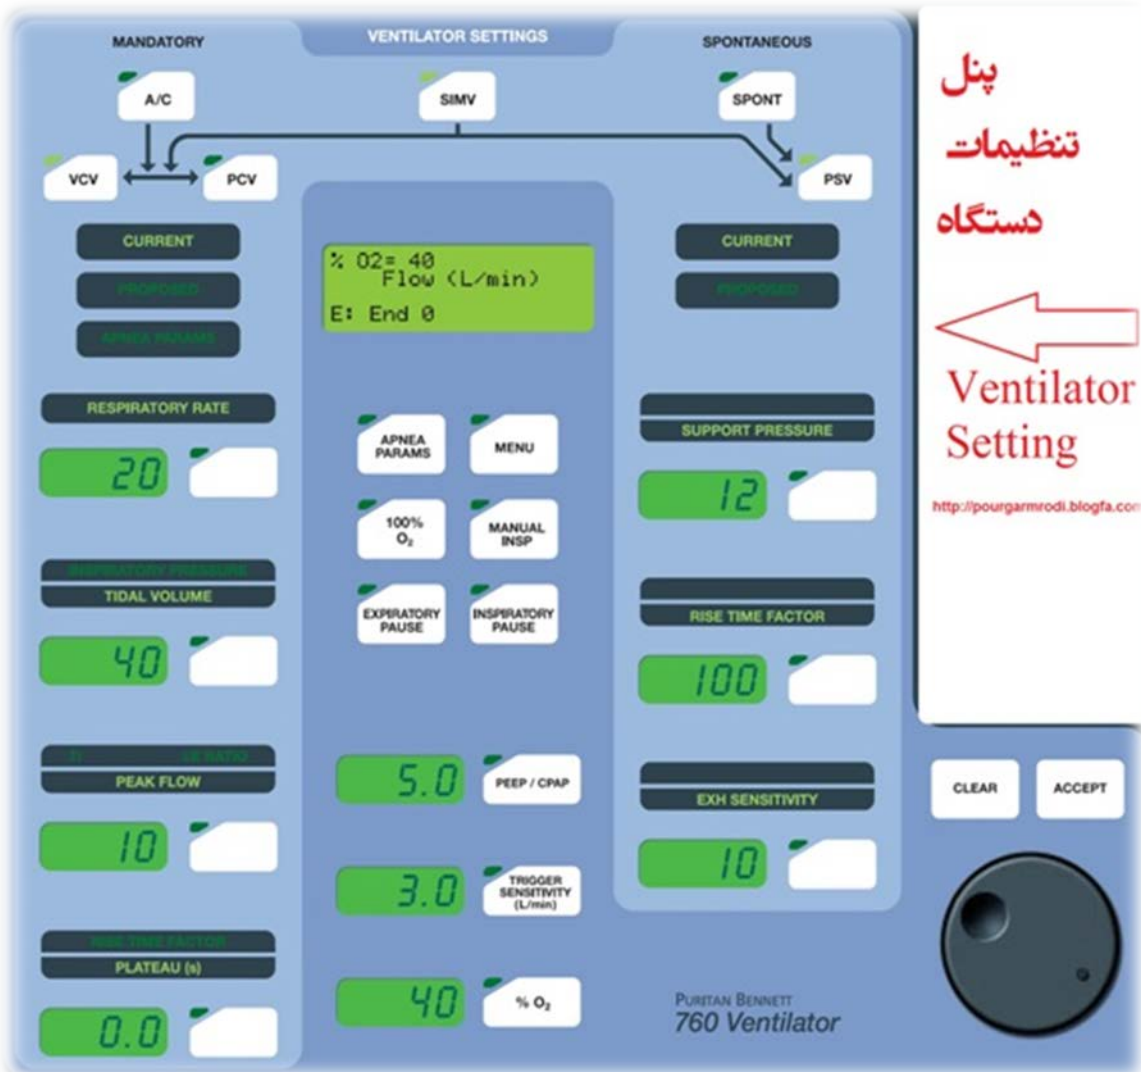 VENTILATOR SETTINGS
MANDATORY
SPONTANEOUS
A/C
SIMV
SPONT
VCV
PCV
PSV
CURRENT
PROPOSED
APNEA PARAMS
CURRENT
PROPOSED
% O2= 40
Flow (L/min)
E: End 0
RESPIRATORY RATE
20
INSPIRATORY PRESSURE
TIDAL VOLUME
40
TI I:E RATIO
PEAK FLOW
10
RISE TIME FACTOR
PLATEAU (s)
0.0
APNEA
PARAMS
MENU
100%
O₂
MANUAL
INSP
EXPIRATORY
PAUSE
INSPIRATORY
PAUSE
5.0
PEEP / CPAP
3.0
TRIGGER
SENSITIVITY
(L/min)
40
% O₂
SUPPORT PRESSURE
12
RISE TIME FACTOR
100
EXH SENSITIVITY
10
PURITAN BENNETT
760 Ventilator
پنل
تنظیمات
دستگاه
Ventilator
Setting
http://pourgarmrodi.blogfa.com
CLEAR
ACCEPT